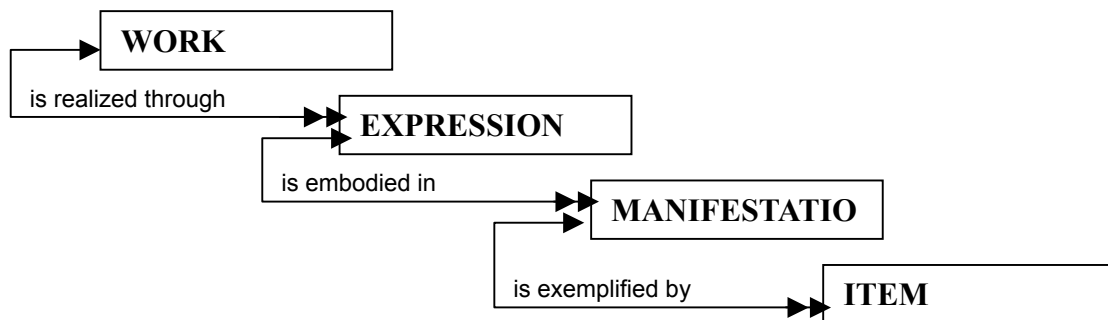 WORK
is realized through
EXPRESSION
is embodied in
MANIFESTATIO
is exemplified by
ITEM